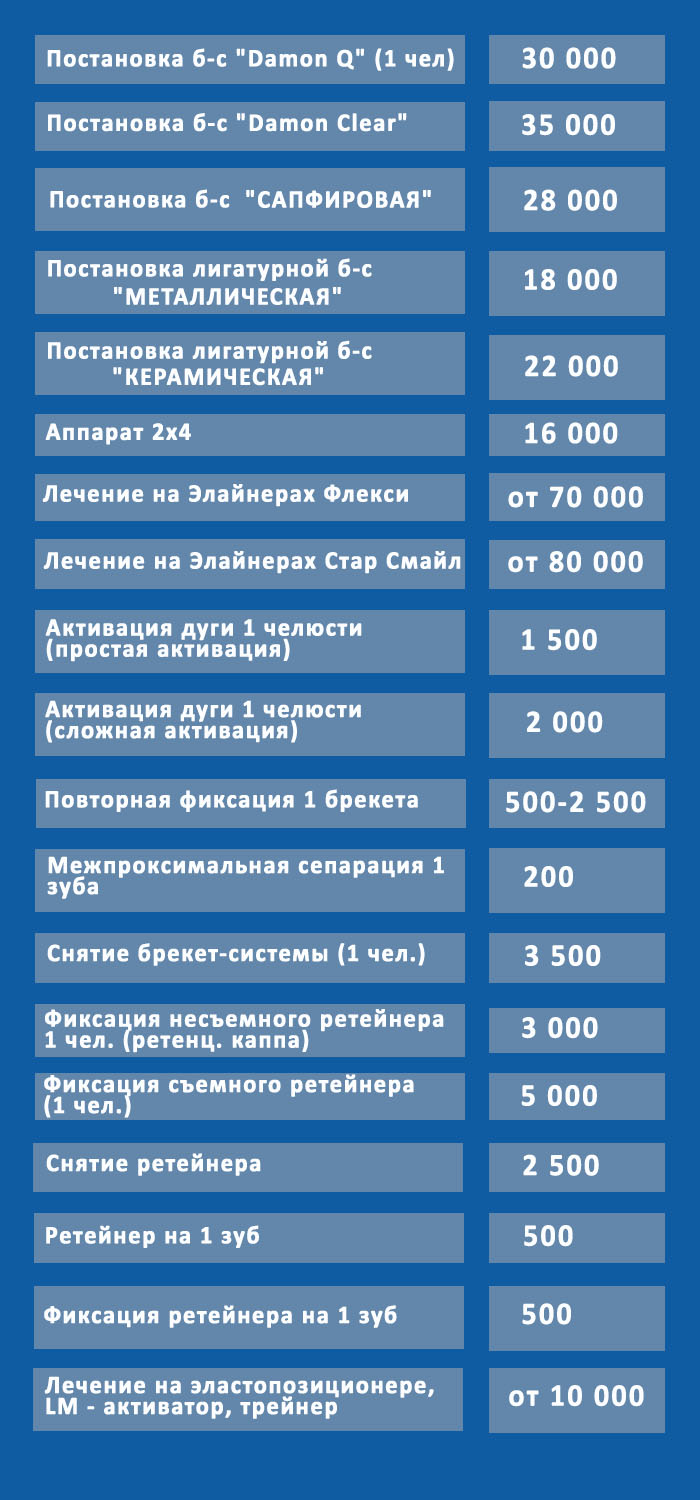 Постановка б-с "Damon Q" (1 чел)
30 000
Постановка б-с "Damon Clear"
35 000
Постановка б-с "САПФИРОВАЯ"
28 000
Постановка лигатурной б-с
"МЕТАЛЛИЧЕСКАЯ"
18 000
Постановка лигатурной б-с
"КЕРАМИЧЕСКАЯ"
22 000
Аппарат 2х4
16 000
Лечение на Элайнерах Флекси
от 70 000
Лечение на Элайнерах Стар Смайл
от 80 000
Активация дуги 1 челюсти
(простая активация)
1 500
Активация дуги 1 челюсти
(сложная активация)
2 000
Повторная фиксация 1 брекета
500-2 500
Межпроксимальная сепарация 1
зуба
200
Снятие брекет-системы (1 чел.)
3 500
Фиксация несъемного ретейнера
1 чел. (ретенц. каппа)
3 000
Фиксация съемного ретейнера
(1 чел.)
5 000
Снятие ретейнера
2 500
Ретейнер на 1 зуб
500
Фиксация ретейнера на 1 зуб
500
Лечение на эластопозиционере,
LM - активатор, трейнер
от 10 000